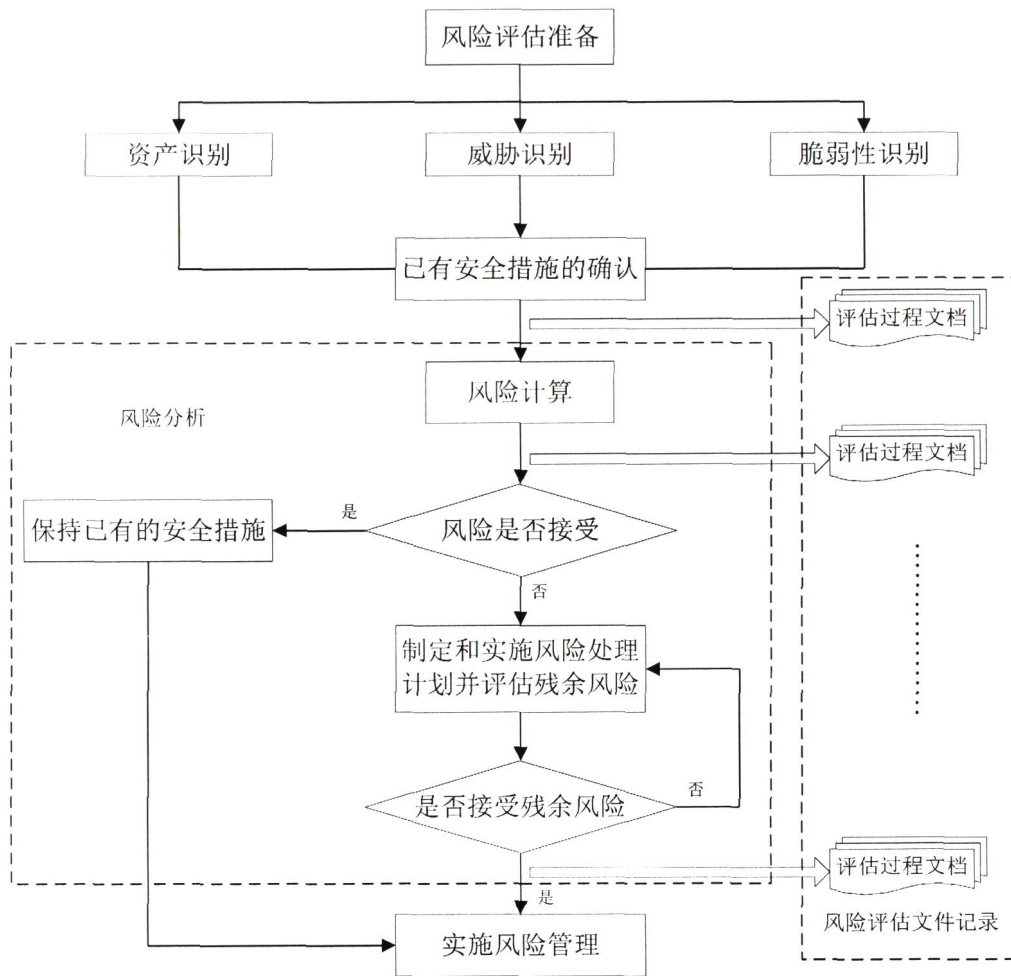 风险评估准备
资产识别
威胁识别
脆弱性识别
已有安全措施的确认
评估过程文档
风险计算
风险分析
评估过程文档
是
保持已有的安全措施
风险是否接受
否
制定和实施风险处理
计划并评估残余风险
否
是否接受残余风险
评估过程文档
是
风险评估文件记录
实施风险管理